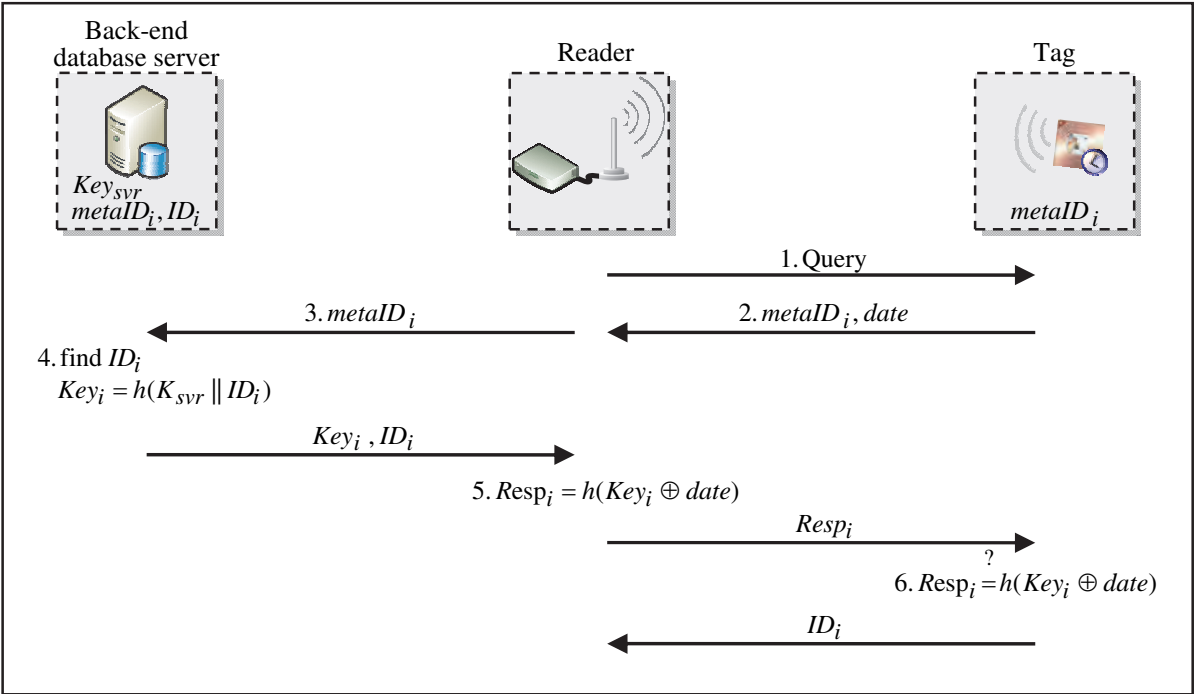 Back-end
database server
Reader
Tag
Key_svr
metaID_i, ID_i
metaID_i
1. Query
3. metaID_i
2. metaID_i, date
4. find ID_i
Key_i = h(K_svr || ID_i)
Key_i , ID_i
5. Resp_i = h(Key_i ⊕ date)
Resp_i
?
6. Resp_i = h(Key_i ⊕ date)
ID_i